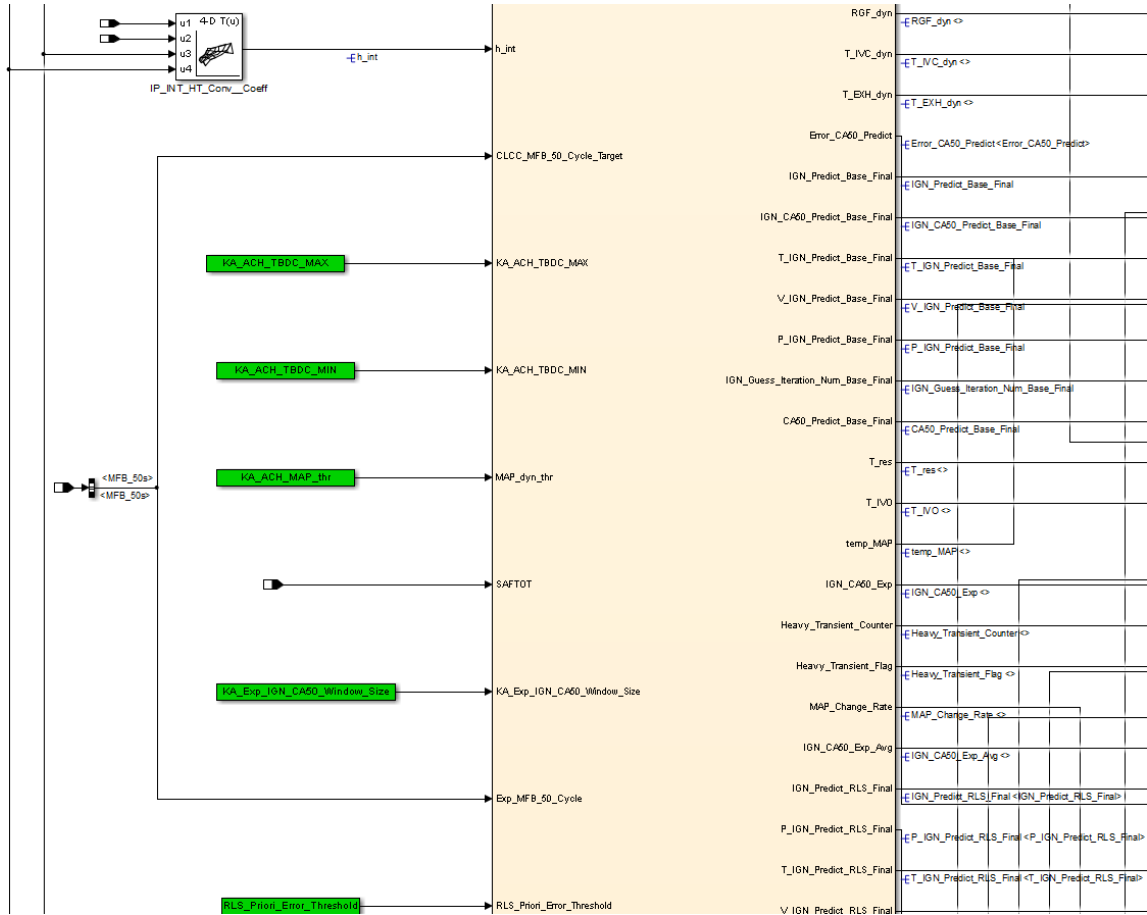 u1 4-D T(u)
u2
u3
u4
IP_INT_HT_Conv__Coeff
h_int
h_int
CLCC_MFB_50_Cycle_Target
KA_ACH_TBDC_MAX
KA_ACH_TBDC_MAX
KA_ACH_TBDC_MIN
KA_ACH_TBDC_MIN
<MFB_50s>
<MFB_50s>
KA_ACH_MAP_thr
MAP_dyn_thr
SAFTOT
KA_Exp_IGN_CA50_Window_Size
KA_Exp_IGN_CA50_Window_Size
Exp_MFB_50_Cycle
RLS_Priori_Error_Threshold
RLS_Priori_Error_Threshold
RGF_dyn
RGF_dyn <>
T_IVC_dyn
T_IVC_dyn <>
T_EXH_dyn
T_EXH_dyn <>
Error_CA50_Predict
Error_CA50_Predict <Error_CA50_Predict>
IGN_Predict_Base_Final
IGN_Predict_Base_Final
IGN_CA50_Predict_Base_Final
IGN_CA50_Predict_Base_Final
T_IGN_Predict_Base_Final
T_IGN_Predict_Base_Final
V_IGN_Predict_Base_Final
V_IGN_Predict_Base_Final
P_IGN_Predict_Base_Final
P_IGN_Predict_Base_Final
IGN_Guess_Iteration_Num_Base_Final
IGN_Guess_Iteration_Num_Base_Final
CA50_Predict_Base_Final
CA50_Predict_Base_Final
T_res
T_res <>
T_IVO
T_IVO <>
temp_MAP
temp_MAP <>
IGN_CA50_Exp
IGN_CA50_Exp <>
Heavy_Transient_Counter
Heavy_Transient_Counter <>
Heavy_Transient_Flag
Heavy_Transient_Flag <>
MAP_Change_Rate
MAP_Change_Rate <>
IGN_CA50_Exp_Avg
IGN_CA50_Exp_Avg <>
IGN_Predict_RLS_Final
IGN_Predict_RLS_Final <IGN_Predict_RLS_Final>
P_IGN_Predict_RLS_Final
P_IGN_Predict_RLS_Final <P_IGN_Predict_RLS_Final>
T_IGN_Predict_RLS_Final
T_IGN_Predict_RLS_Final <T_IGN_Predict_RLS_Final>
V_IGN_Predict_RLS_Final